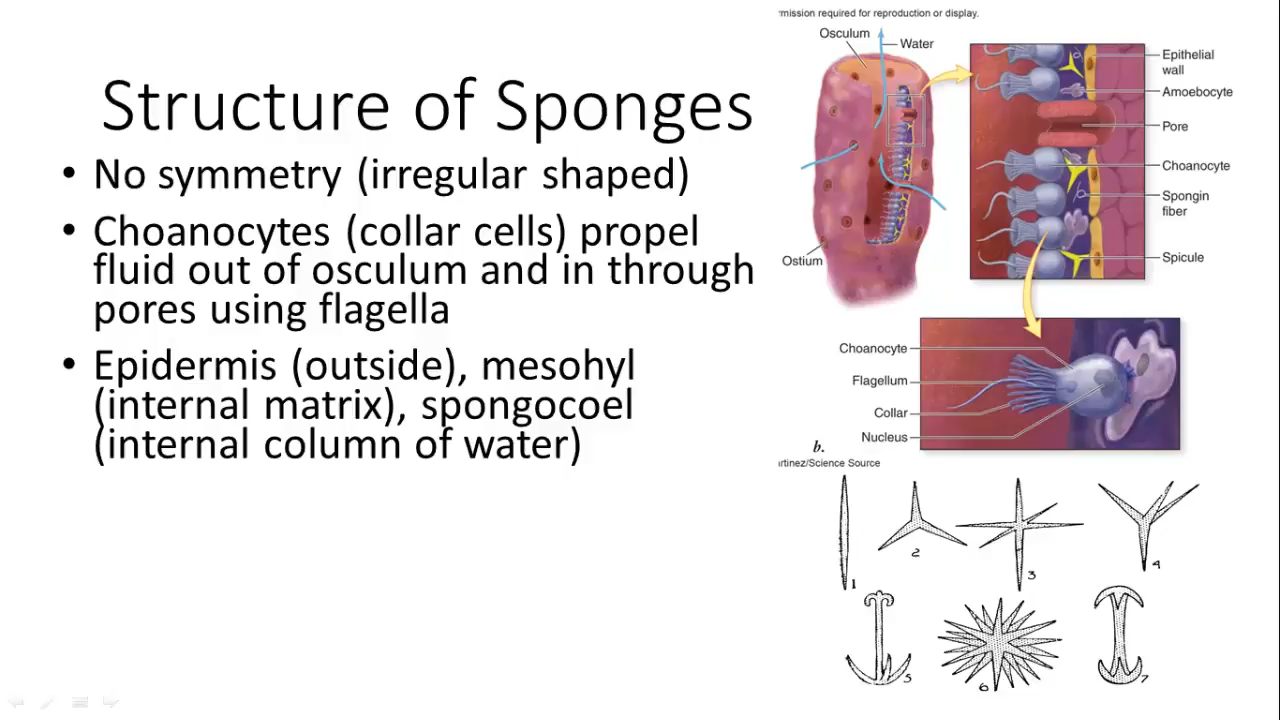 Structure of Sponges
• No symmetry (irregular shaped)
• Choanocytes (collar cells) propel
fluid out of osculum and in through
pores using flagella
• Epidermis (outside), mesohyl
(internal matrix), spongocoel
(internal column of water)
mission required for reproduction or display.
Osculum
Water
Ostium
Epithelial
wall
Amoebocyte
Pore
Choanocyte
Spongin
fiber
Spicule
Choanocyte
Flagellum
Collar
Nucleus
b.
rtinez/Science Source
1
2
3
4
5
6
7